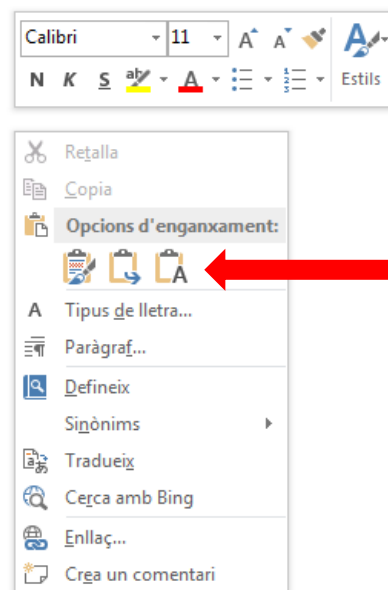 Calibri 11 A A A
N K S aby A Estils
Retalla
Copia
Opcions d'enganxament:
A
A Tipus de lletra...
Paràgraf...
Defineix
Sinònims
Tradueix
Cerca amb Bing
Enllaç...
Crea un comentari